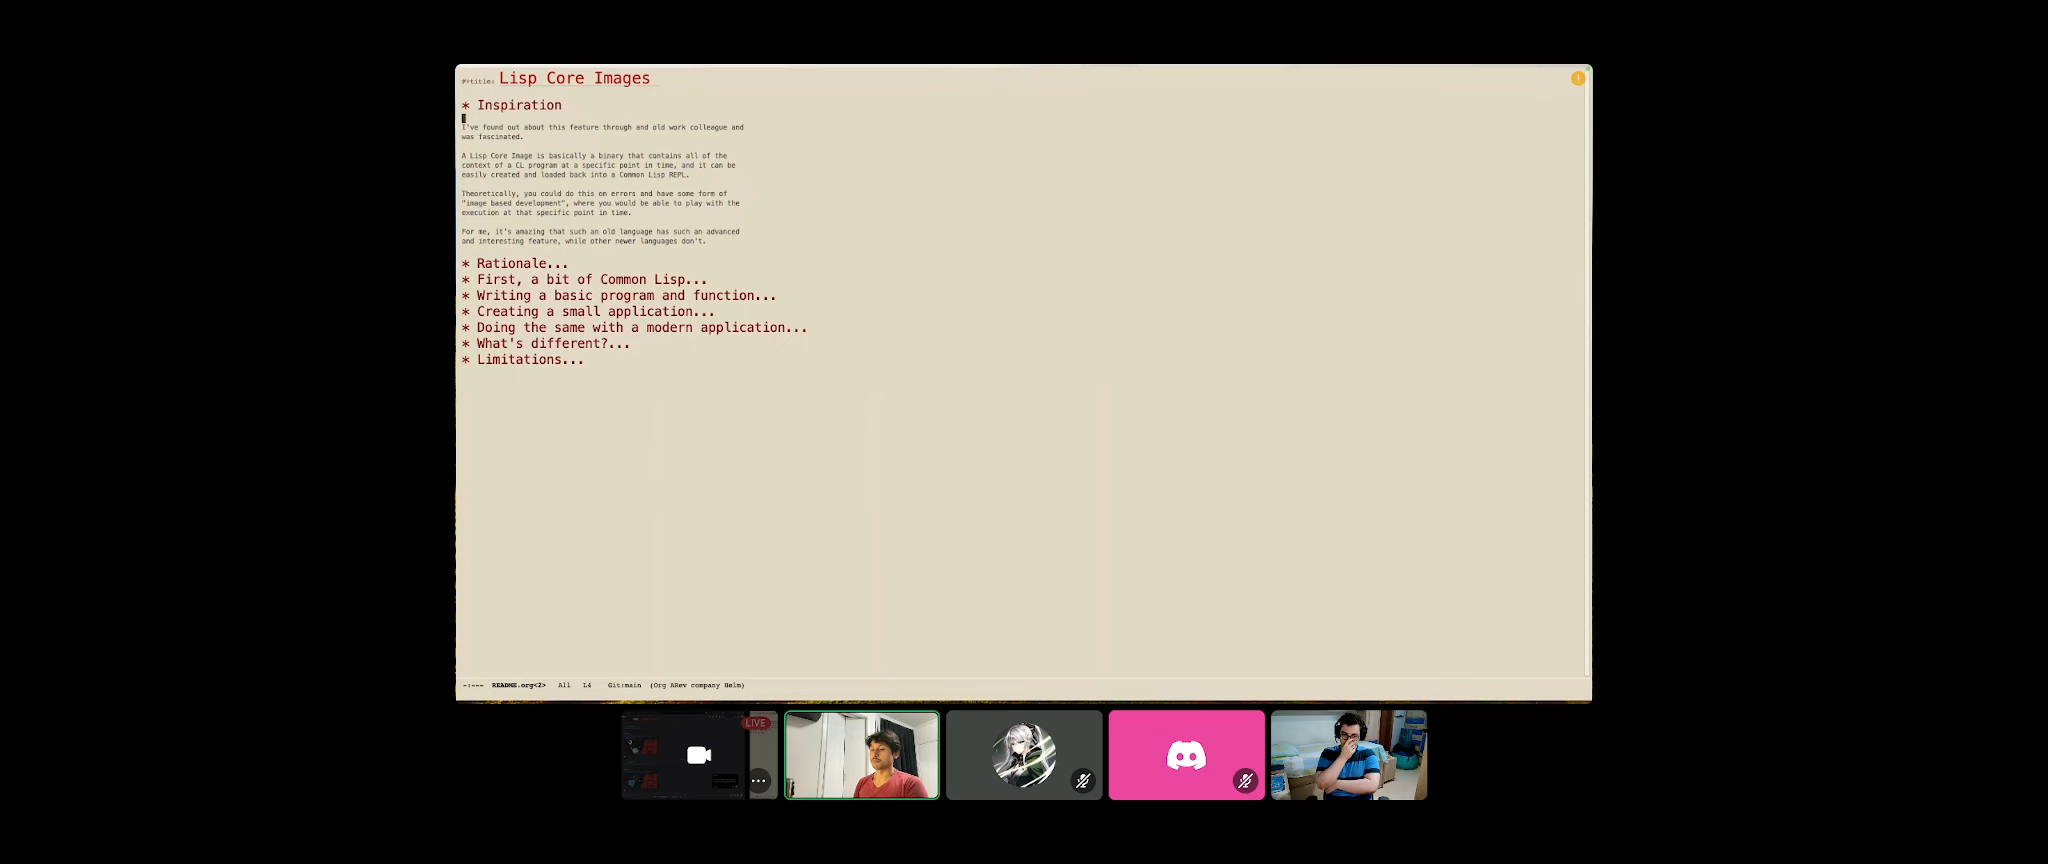 #+title: Lisp Core Images
* Inspiration
I've found out about this feature through and old work colleague and
was fascinated.
A Lisp Core Image is basically a binary that contains all of the
context of a CL program at a specific point in time, and it can be
easily created and loaded back into a Common Lisp REPL.
Theoretically, you could do this on errors and have some form of
"image based development", where you would be able to play with the
execution at that specific point in time.
For me, it's amazing that such an old language has such an advanced
and interesting feature, while other newer languages don't.
* Rationale...
* First, a bit of Common Lisp...
* Writing a basic program and function...
* Creating a small application...
* Doing the same with a modern application...
* What's different?...
* Limitations...
-:--- README.org<2> All L4 Git:main (Org ARev company Helm)
LIVE